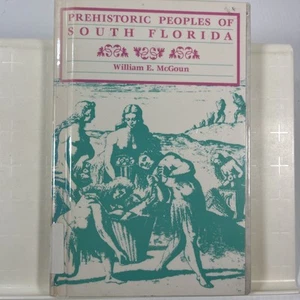 PREHISTORIC PEOPLES OF
SOUTH FLORIDA
William E. McGoun